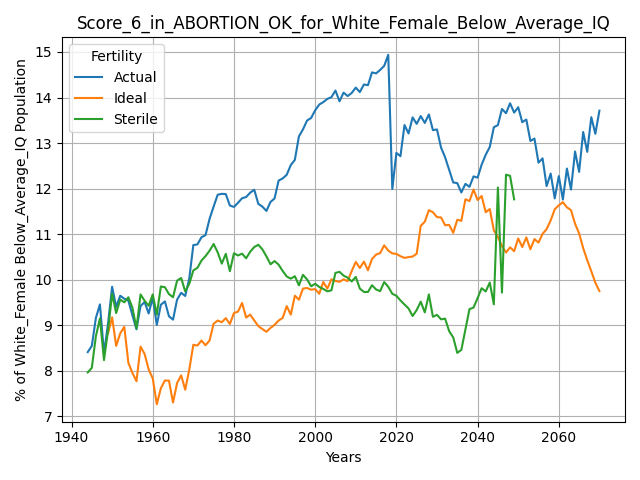 Score_6_in_ABORTION_OK_for_White_Female_Below_Average_IQ
% of White_Female Below_Average_IQ Population
15
14
13
12
11
10
9
8
7
Fertility
Actual
Ideal
Sterile
1940 1960 1980 2000 2020 2040 2060
Years